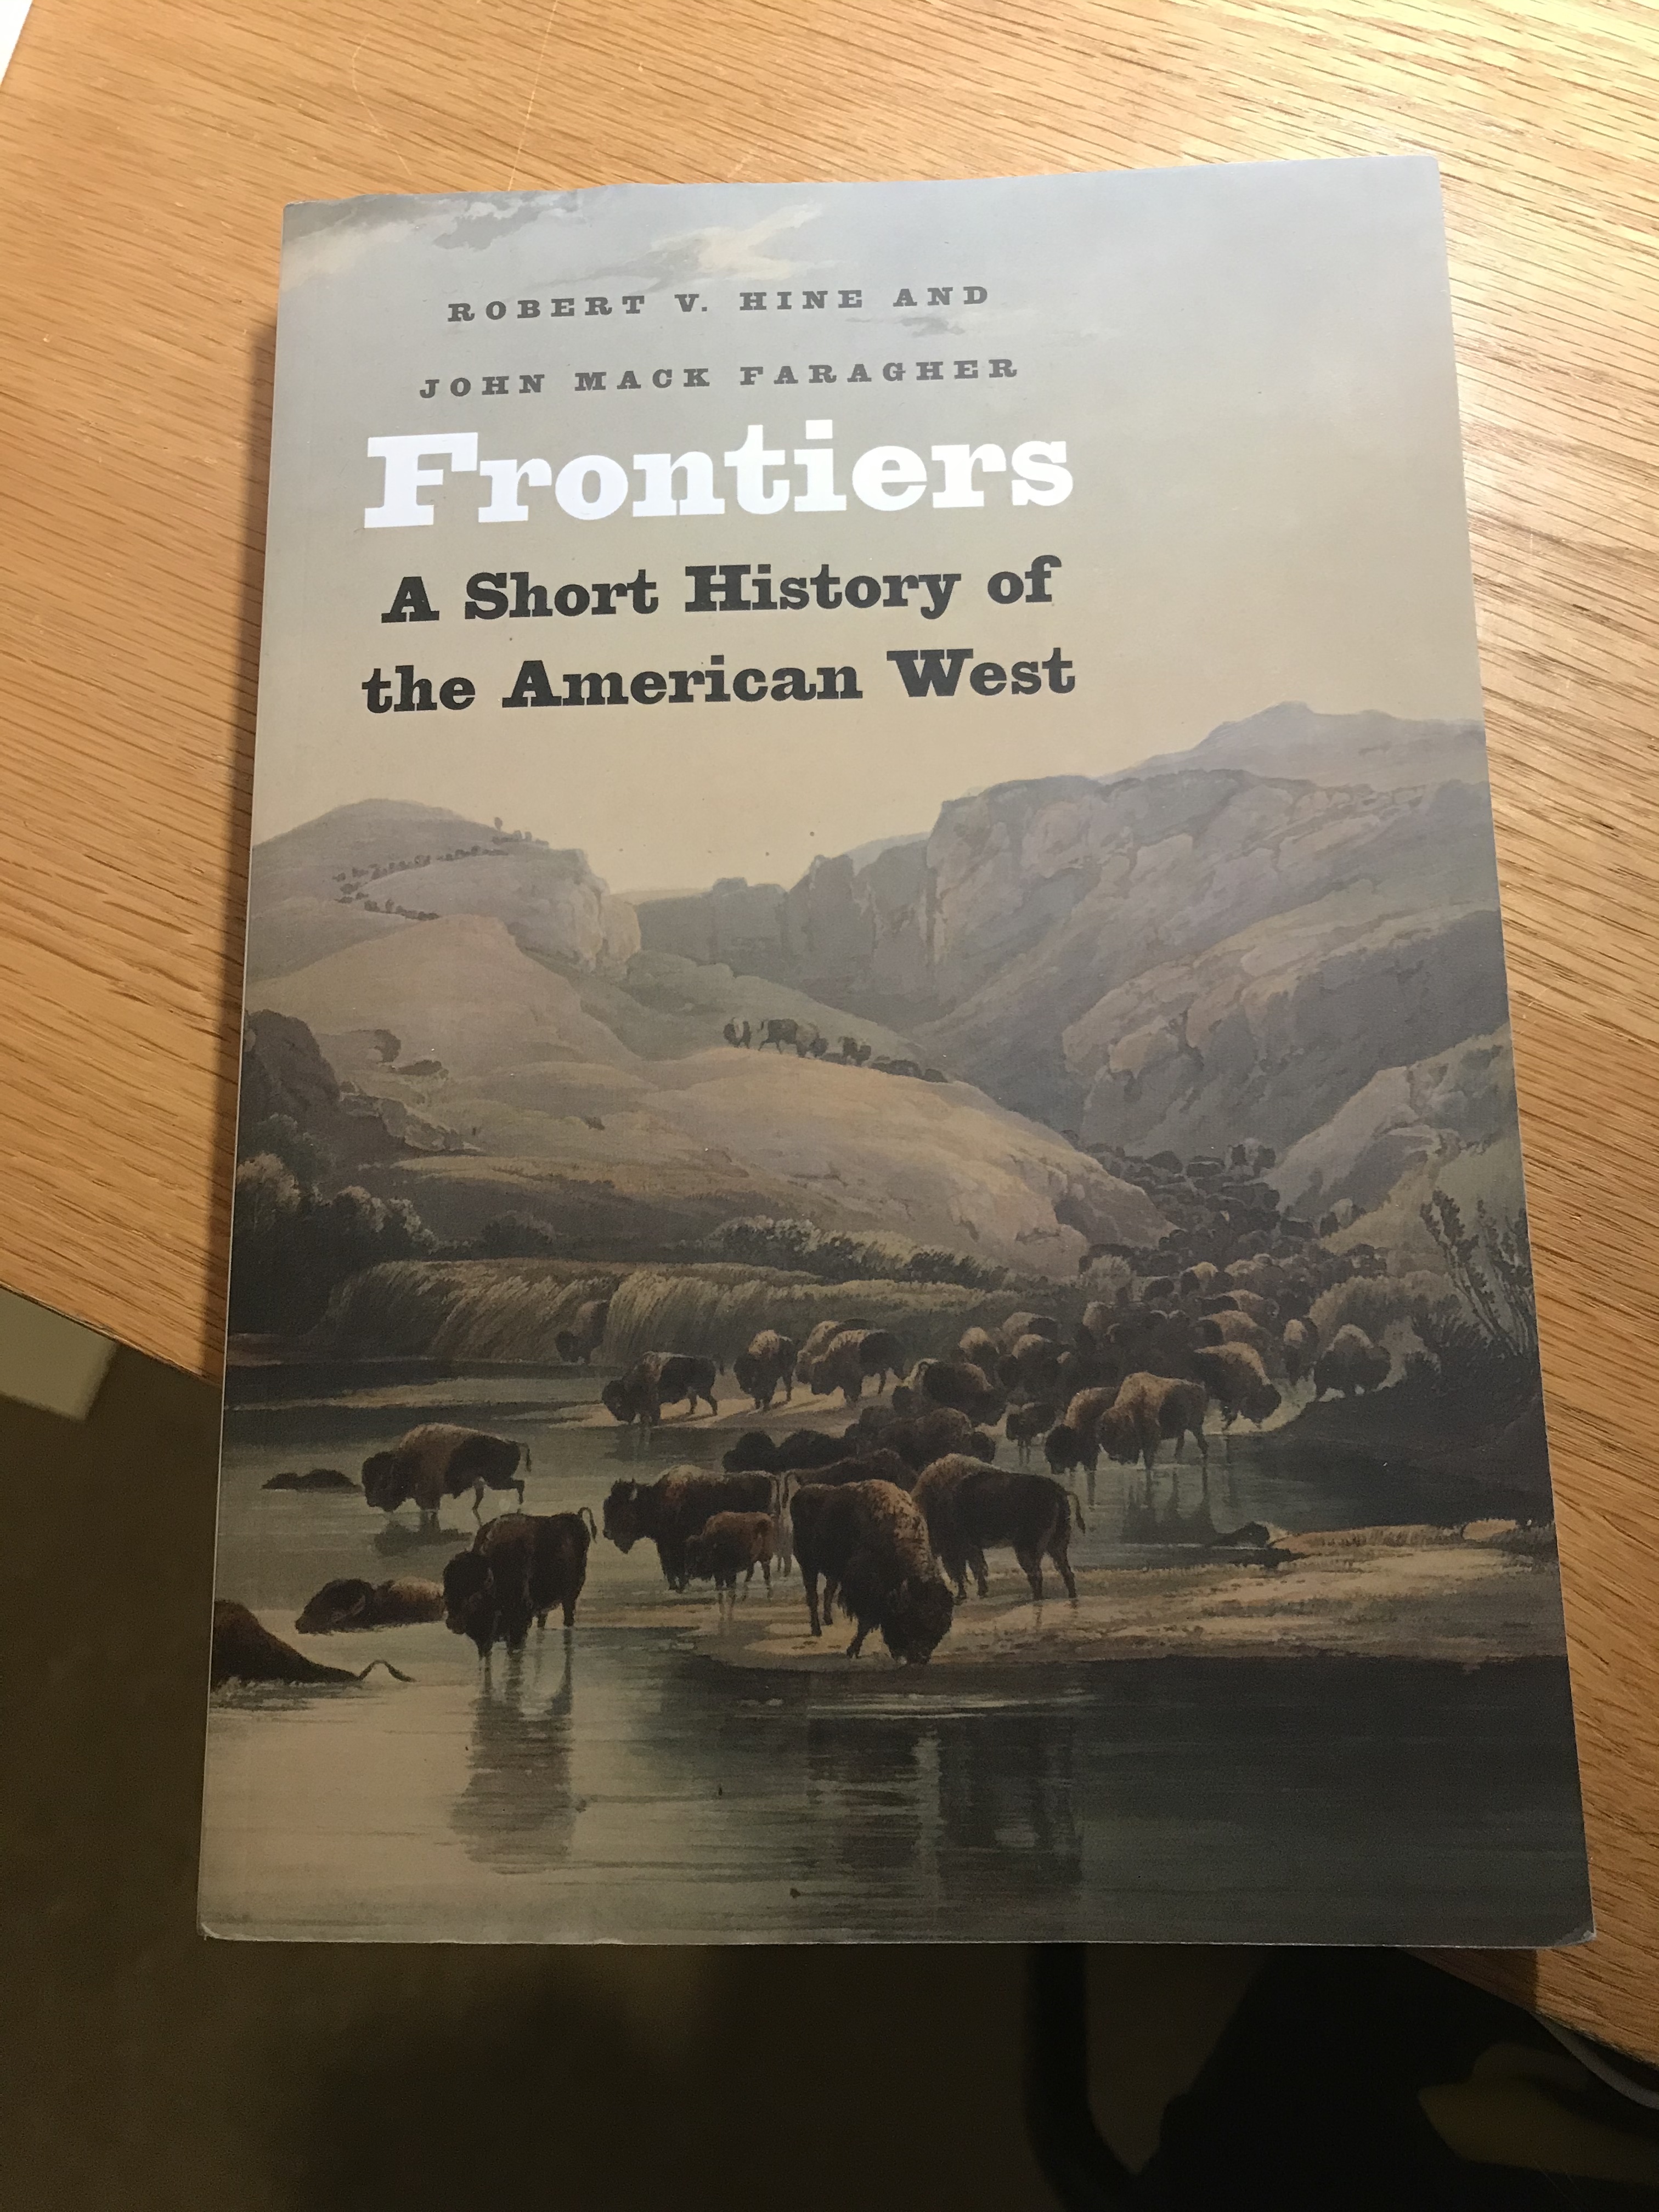 ROBERT V. HINE AND
JOHN MACK FARAGHER
Frontiers
A Short History of
the American West